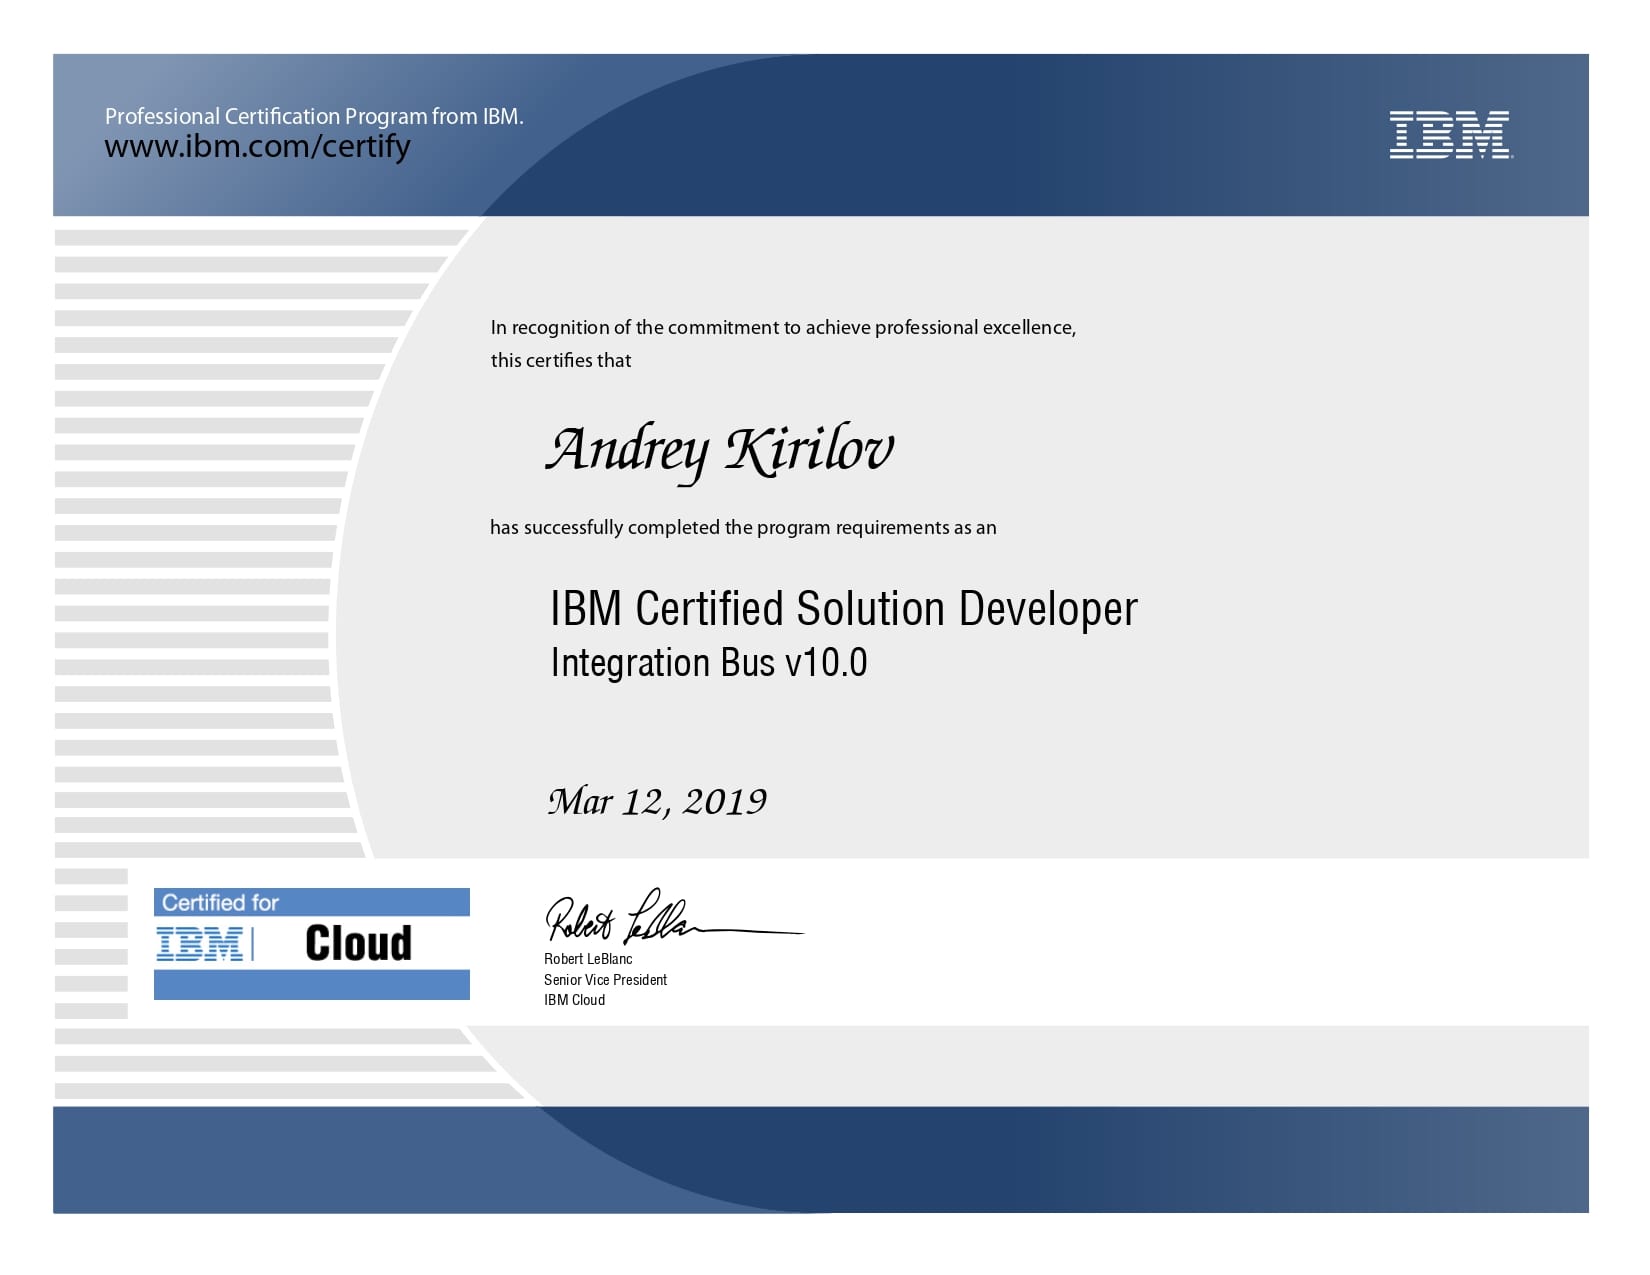 Professional Certification Program from IBM.
www.ibm.com/certify
IBM
In recognition of the commitment to achieve professional excellence,
this certifies that
Andrey Kirilov
has successfully completed the program requirements as an
IBM Certified Solution Developer
Integration Bus v10.0
Mar 12, 2019
Certified for
IBM Cloud
Robert LeBlanc
Robert LeBlanc
Senior Vice President
IBM Cloud